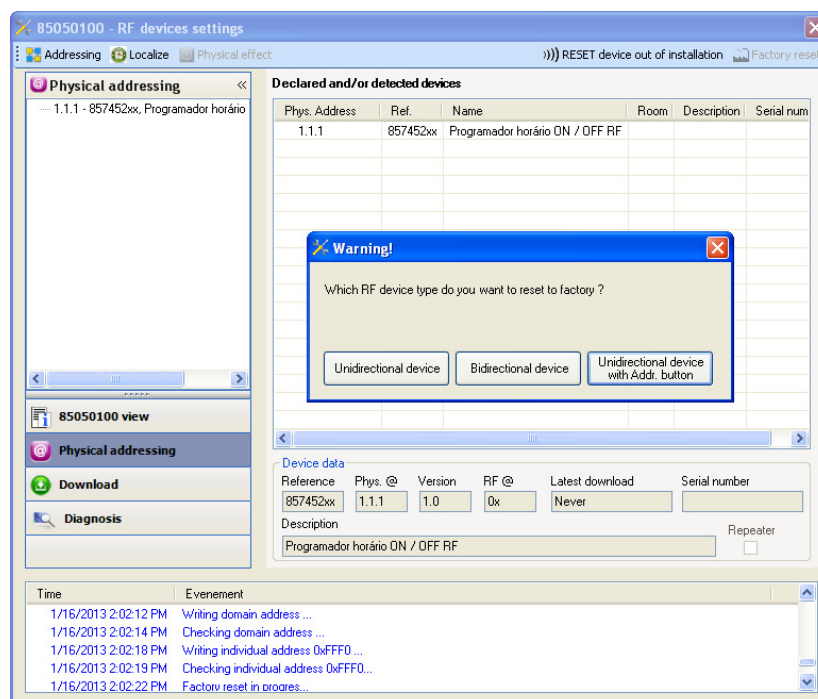 85050100 - RF devices settings
Addressing Localize Physical effect RESET device out of installation Factory reset
Physical addressing
1.1.1 - 857452xx, Programador horário
Declared and/or detected devices
Phys. Address Ref. Name Room Description Serial num
1.1.1 857452xx Programador horário ON / OFF RF
Warning!
Which RF device type do you want to reset to factory ?
Unidirectional device Bidirectional device Unidirectional device
with Addr. button
85050100 view
Physical addressing
Download
Diagnosis
Device data
Reference Phys. @ Version RF @ Latest download Serial number
857452xx 1.1.1 1.0 0x Never
Description Repeater
Programador horário ON / OFF RF
Time Evenement
1/16/2013 2:02:12 PM Writing domain address ...
1/16/2013 2:02:14 PM Checking domain address ...
1/16/2013 2:02:18 PM Writing individual address 0xFFF0 ...
1/16/2013 2:02:19 PM Checking individual address 0xFFF0...
1/16/2013 2:02:22 PM Factory reset in progres...